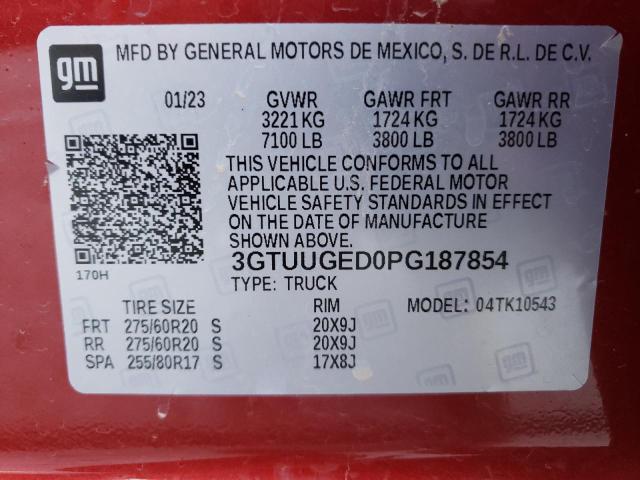 gm MFD BY GENERAL MOTORS DE MEXICO, S. DE R.L. DE C.V.
01/23 GVWR GAWR FRT GAWR RR
3221 KG 1724 KG 1724 KG
7100 LB 3800 LB 3800 LB
THIS VEHICLE CONFORMS TO ALL
APPLICABLE U.S. FEDERAL MOTOR
VEHICLE SAFETY STANDARDS IN EFFECT
ON THE DATE OF MANUFACTURE
SHOWN ABOVE.
170H
3GTUUGED0PG187854
TYPE: TRUCK
TIRE SIZE RIM MODEL: 04TK10543
FRT 275/60R20 S 20X9J
RR 275/60R20 S 20X9J
SPA 255/80R17 S 17X8J